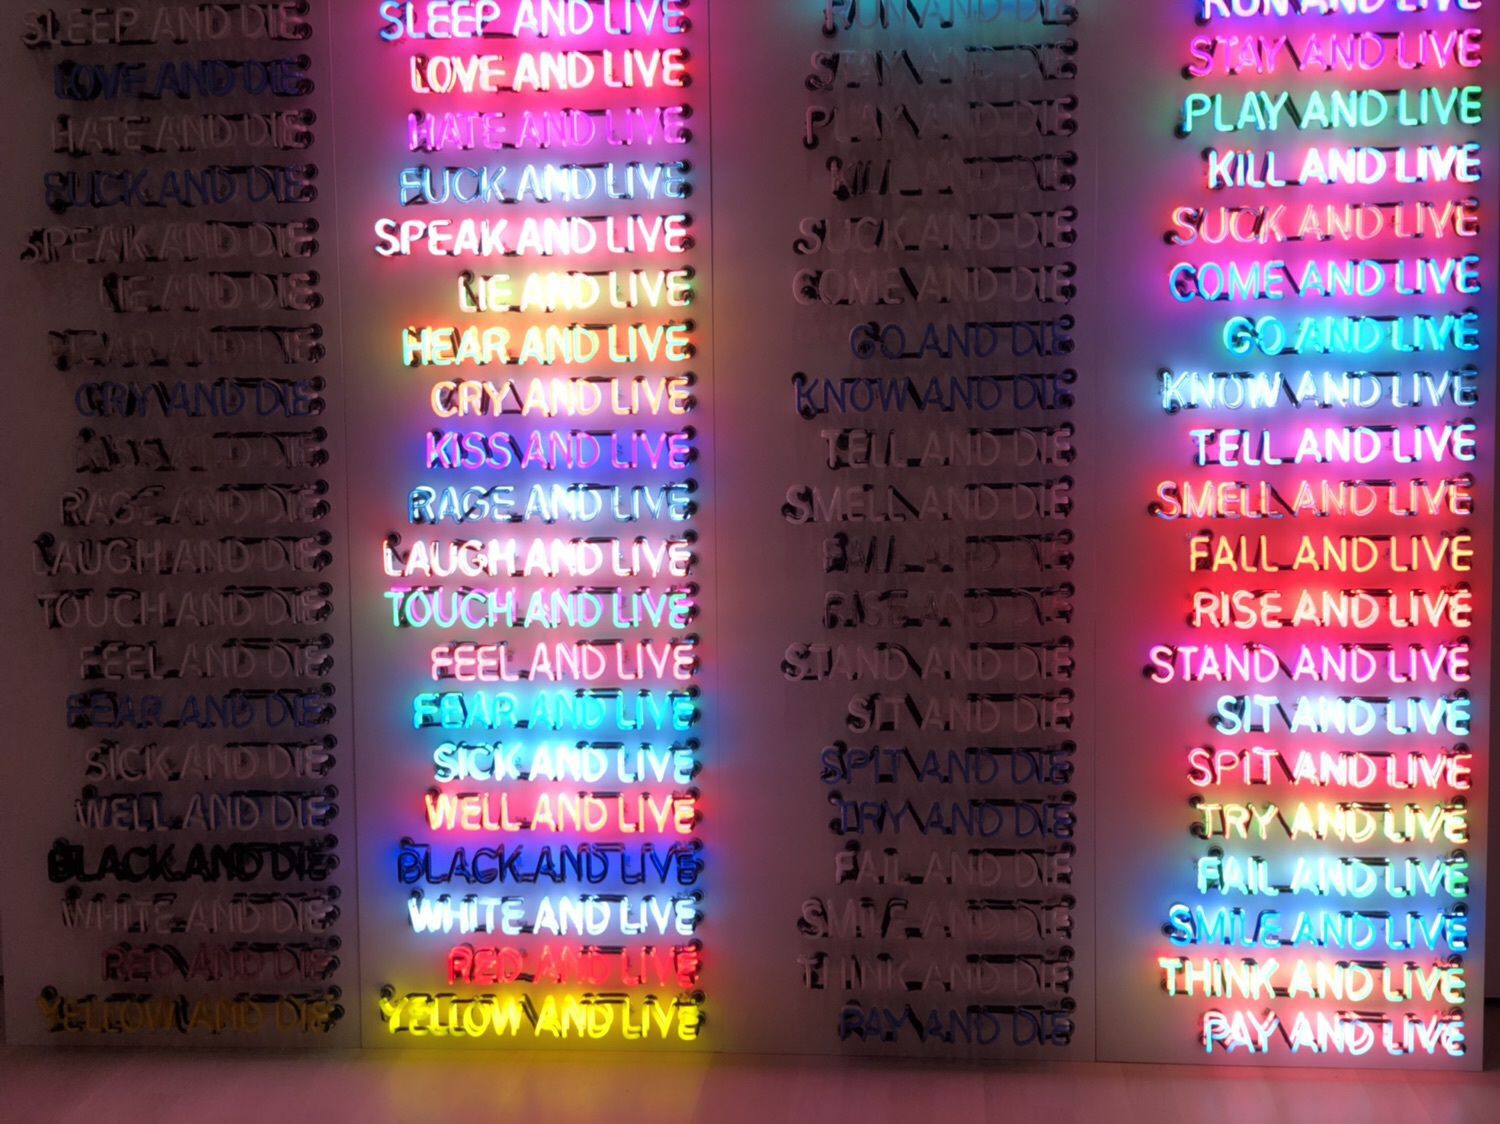 SLEEP AND DIE
LOVE AND DIE
HATE AND DIE
FUCK AND DIE
SPEAK AND DIE
LIE AND DIE
HEAR AND DIE
CRY AND DIE
KISS AND DIE
RAGE AND DIE
LAUGH AND DIE
TOUCH AND DIE
FEEL AND DIE
FEAR AND DIE
SICK AND DIE
WELL AND DIE
BLACK AND DIE
WHITE AND DIE
RED AND DIE
YELLOW AND DIE
SLEEP AND LIVE
LOVE AND LIVE
HATE AND LIVE
FUCK AND LIVE
SPEAK AND LIVE
LIE AND LIVE
HEAR AND LIVE
CRY AND LIVE
KISS AND LIVE
RAGE AND LIVE
LAUGH AND LIVE
TOUCH AND LIVE
FEEL AND LIVE
FEAR AND LIVE
SICK AND LIVE
WELL AND LIVE
BLACK AND LIVE
WHITE AND LIVE
RED AND LIVE
YELLOW AND LIVE
RUN AND DIE
STAY AND DIE
PLAY AND DIE
KILL AND DIE
SUCK AND DIE
COME AND DIE
GO AND DIE
KNOW AND DIE
TELL AND DIE
SMELL AND DIE
FALL AND DIE
RISE AND DIE
STAND AND DIE
SIT AND DIE
SPIT AND DIE
TRY AND DIE
FAIL AND DIE
SMILE AND DIE
THINK AND DIE
PAY AND DIE
RUN AND LIVE
STAY AND LIVE
PLAY AND LIVE
KILL AND LIVE
SUCK AND LIVE
COME AND LIVE
GO AND LIVE
KNOW AND LIVE
TELL AND LIVE
SMELL AND LIVE
FALL AND LIVE
RISE AND LIVE
STAND AND LIVE
SIT AND LIVE
SPIT AND LIVE
TRY AND LIVE
FAIL AND LIVE
SMILE AND LIVE
THINK AND LIVE
PAY AND LIVE